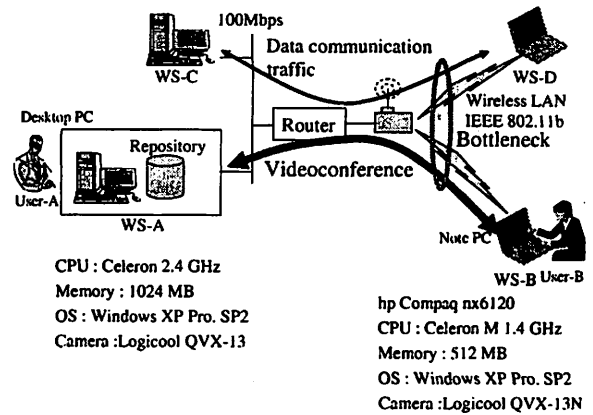 100Mbps
Data communication
traffic
WS-C
WS-D
Wireless LAN
IEEE 802.11b
Bottleneck
Router
Desktop PC
Repository
Videoconference
User-A
WS-A
Note PC
WS-B User-B
CPU : Celeron 2.4 GHz
Memory : 1024 MB
OS : Windows XP Pro. SP2
Camera :Logicool QVX-13
hp Compaq nx6120
CPU : Celeron M 1.4 GHz
Memory : 512 MB
OS : Windows XP Pro. SP2
Camera :Logicool QVX-13N